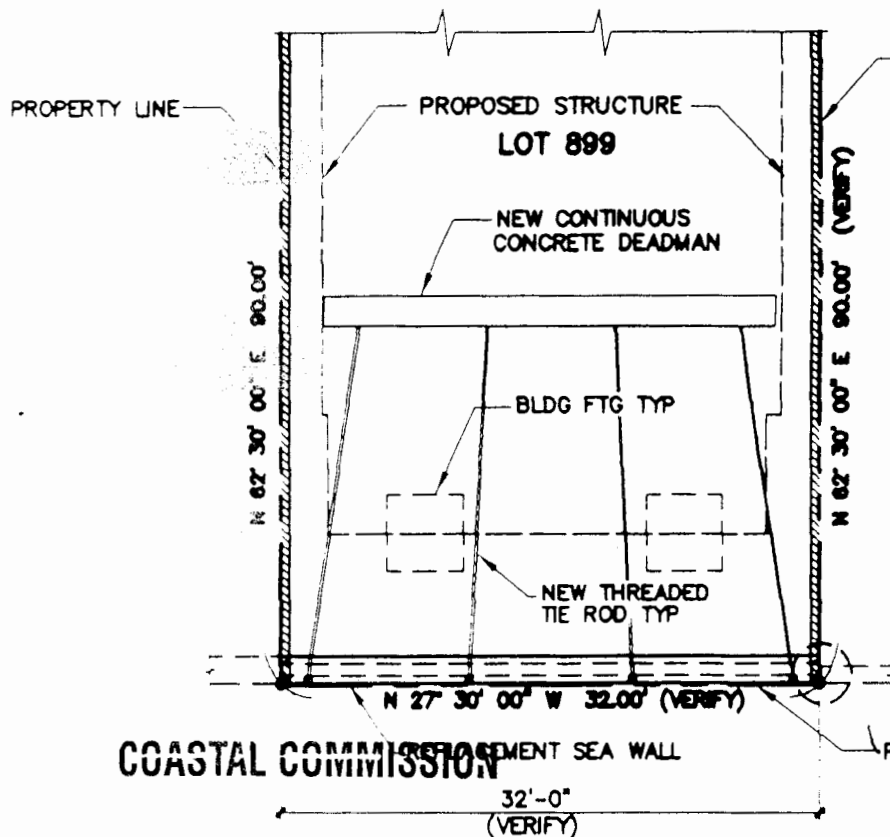 PROPERTY LINE
PROPOSED STRUCTURE
LOT 899
NEW CONTINUOUS
CONCRETE DEADMAN
N 62° 30' 00" E 90.00'
N 62° 30' 00" E 90.00' (VERIFY)
BLDG FTG TYP
NEW THREADED
TIE ROD TYP
N 27° 30' 00" W 32.00' (VERIFY)
COASTAL COMMISSION
SEA WALL
32'-0"
(VERIFY)